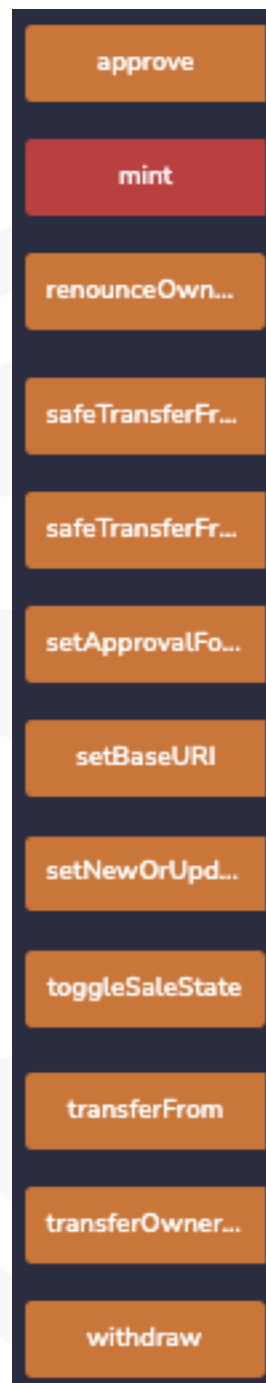 approve
mint
renounceOwn...
safeTransferFr...
safeTransferFr...
setApprovalFo...
setBaseURI
setNewOrUpd...
toggleSaleState
transferFrom
transferOwner...
withdraw